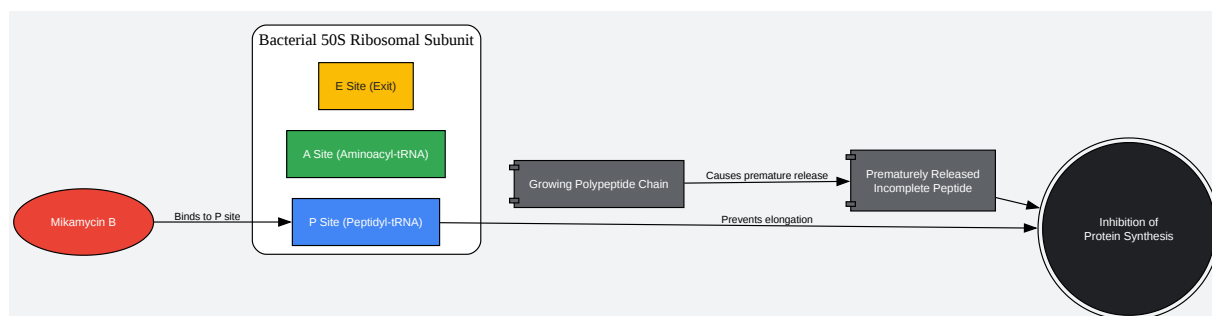 Bacterial 50S Ribosomal Subunit
E Site (Exit)
A Site (Aminoacyl-tRNA)
P Site (Peptidyl-tRNA)
Mikamycin B
Binds to P site
Growing Polypeptide Chain
Causes premature release
Prematurely Released
Incomplete Peptide
Prevents elongation
Inhibition of
Protein Synthesis